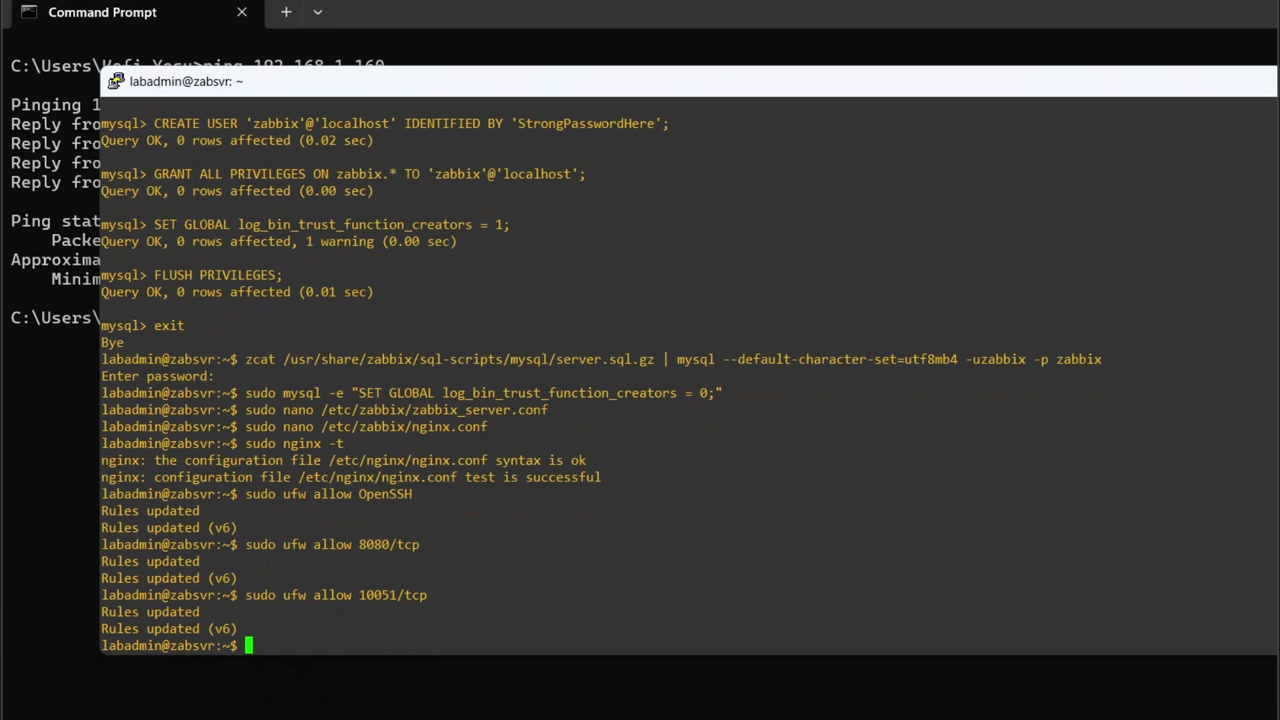 Command Prompt
C:\Users\Kofi Yesu>ping 192.168.1.160
labadmin@zabsvr: ~
Pinging 1
Reply fro
Reply fro
Reply fro
Reply fro
Ping stat
Packe
Approxima
Minim
C:\Users\
mysql> CREATE USER 'zabbix'@'localhost' IDENTIFIED BY 'StrongPasswordHere';
Query OK, 0 rows affected (0.02 sec)
mysql> GRANT ALL PRIVILEGES ON zabbix.* TO 'zabbix'@'localhost';
Query OK, 0 rows affected (0.00 sec)
mysql> SET GLOBAL log_bin_trust_function_creators = 1;
Query OK, 0 rows affected, 1 warning (0.00 sec)
mysql> FLUSH PRIVILEGES;
Query OK, 0 rows affected (0.01 sec)
mysql> exit
Bye
labadmin@zabsvr:~$ zcat /usr/share/zabbix/sql-scripts/mysql/server.sql.gz | mysql --default-character-set=utf8mb4 -uzabbix -p zabbix
Enter password:
labadmin@zabsvr:~$ sudo mysql -e "SET GLOBAL log_bin_trust_function_creators = 0;"
labadmin@zabsvr:~$ sudo nano /etc/zabbix/zabbix_server.conf
labadmin@zabsvr:~$ sudo nano /etc/zabbix/nginx.conf
labadmin@zabsvr:~$ sudo nginx -t
nginx: the configuration file /etc/nginx/nginx.conf syntax is ok
nginx: configuration file /etc/nginx/nginx.conf test is successful
labadmin@zabsvr:~$ sudo ufw allow OpenSSH
Rules updated
Rules updated (v6)
labadmin@zabsvr:~$ sudo ufw allow 8080/tcp
Rules updated
Rules updated (v6)
labadmin@zabsvr:~$ sudo ufw allow 10051/tcp
Rules updated
Rules updated (v6)
labadmin@zabsvr:~$